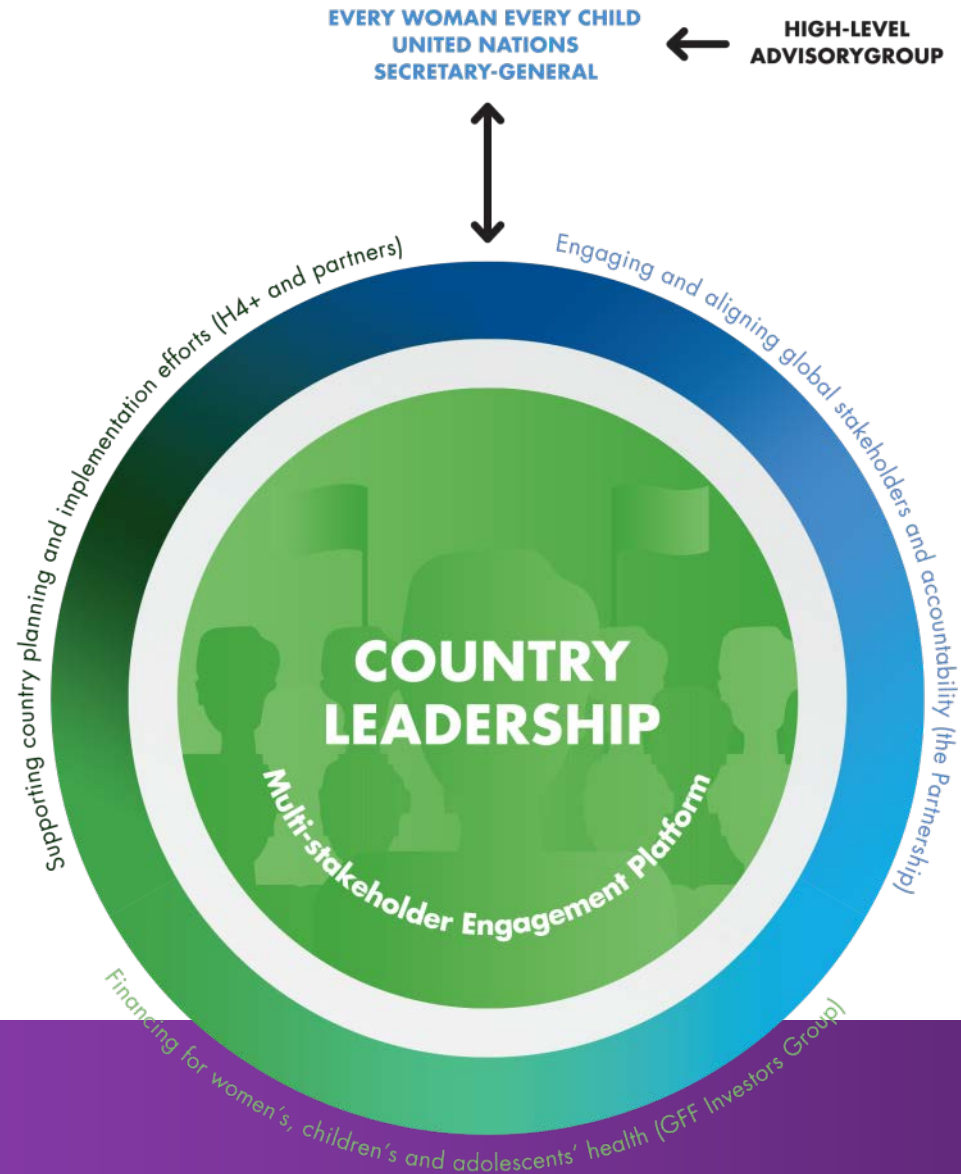 EVERY WOMAN EVERY CHILD
UNITED NATIONS
SECRETARY-GENERAL
HIGH-LEVEL
ADVISORYGROUP
Supporting country planning and implementation efforts (H4+ and partners)
Engaging and aligning global stakeholders and accountability (the Partnership)
COUNTRY
LEADERSHIP
Multi-stakeholder Engagement Platform
Financing for women's, children's and adolescents' health (GFF Investors Group)